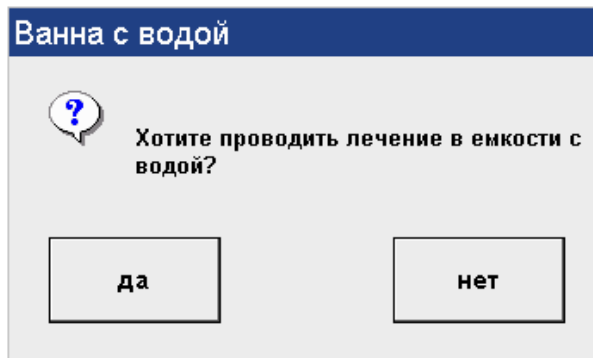 Ванна с водой
?
Хотите проводить лечение в емкости с
водой?
да
нет